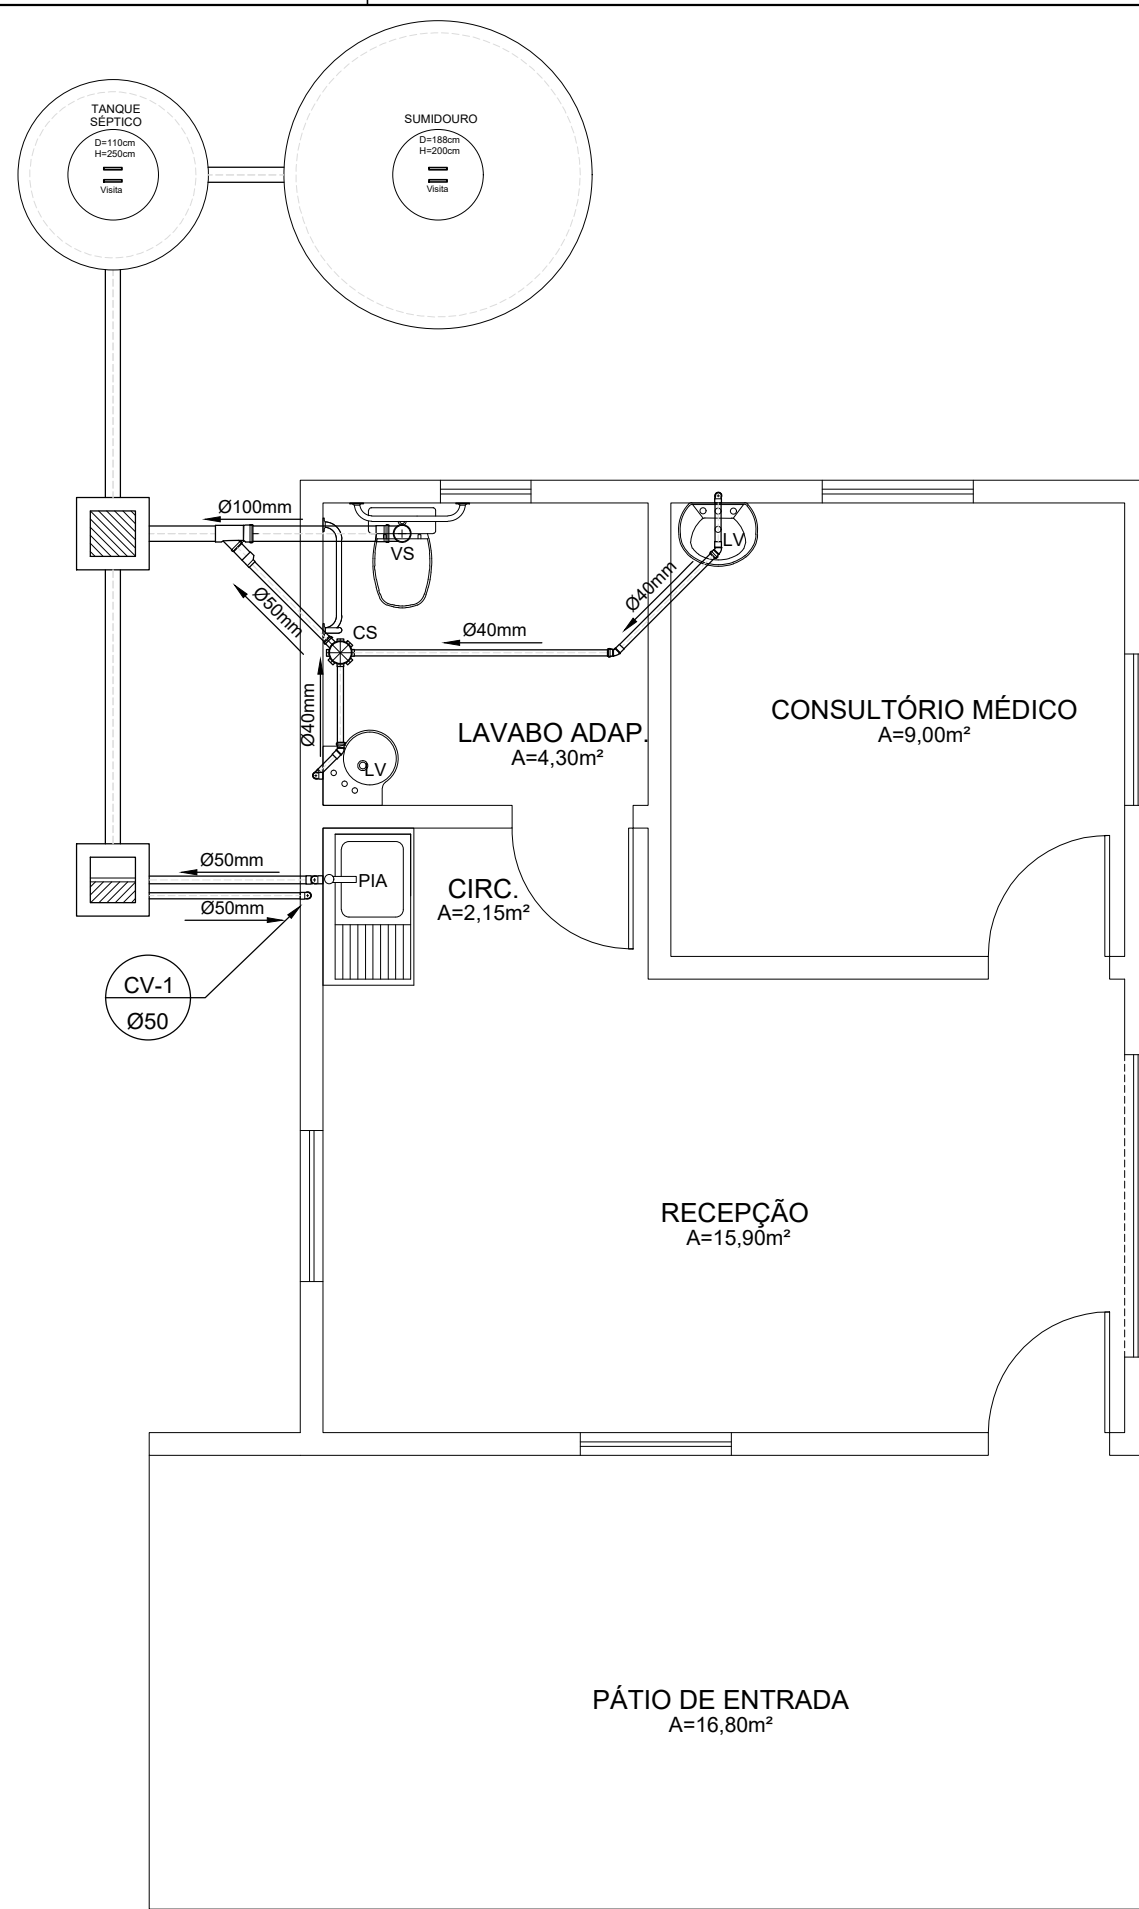 TANQUE
SÉPTICO
D=110cm
H=250cm
Visita
SUMIDOURO
D=188cm
H=200cm
Visita
Ø100mm
VS
LV
Ø50mm
Ø40mm
CS
Ø40mm
Ø40mm
LAVABO ADAP.
A=4,30m²
CONSULTÓRIO MÉDICO
A=9,00m²
LV
Ø50mm
PIA
CIRC.
A=2,15m²
Ø50mm
CV-1
Ø50
RECEPÇÃO
A=15,90m²
PÁTIO DE ENTRADA
A=16,80m²